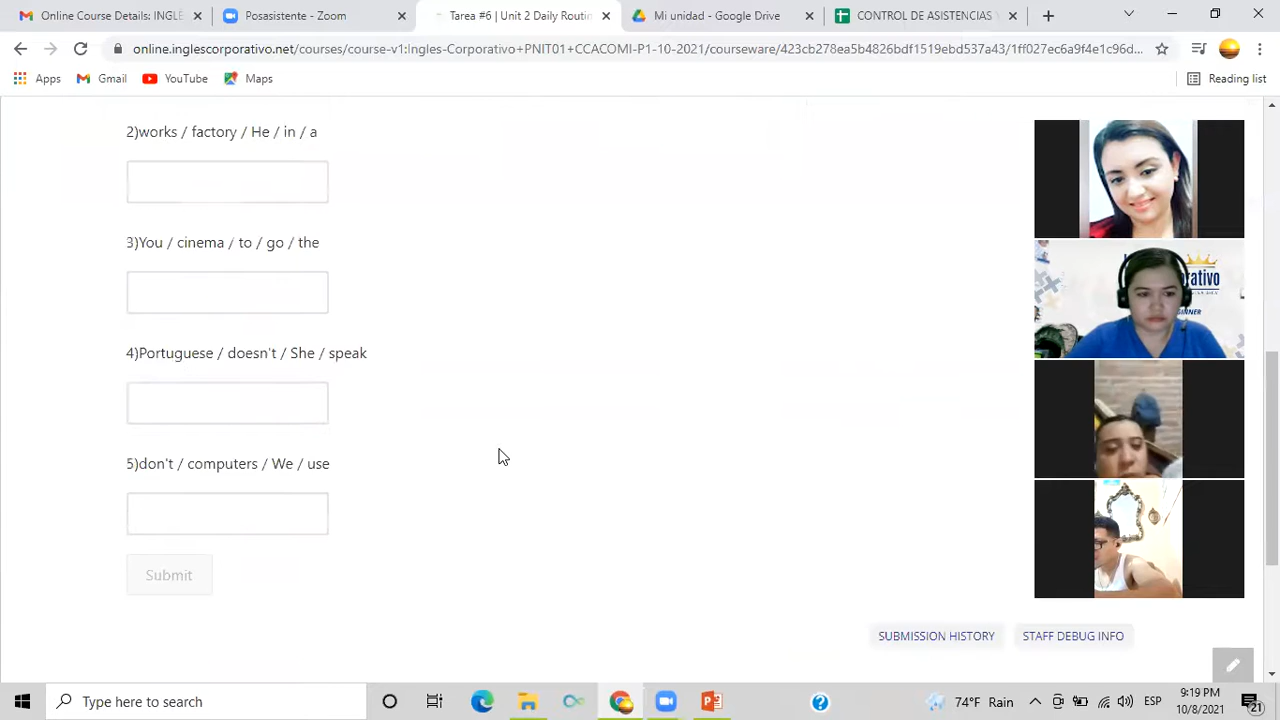 Online Course Details INGLÉ
Posasistente - Zoom
Tarea #6 | Unit 2 Daily Routin
Mi unidad - Google Drive
CONTROL DE ASISTENCIAS
online.inglescorporativo.net/courses/course-v1:Ingles-Corporativo+PNIT01+CCACOMI-P1-10-2021/courseware/423cb278ea5b4826bdf1519ebd537a43/1ff027ec6a9f4e1c96d...
Apps
Gmail
YouTube
Maps
Reading list
2)works / factory / He / in / a
3)You / cinema / to / go / the
4)Portuguese / doesn't / She / speak
5)don't / computers / We / use
Submit
SUBMISSION HISTORY
STAFF DEBUG INFO
Type here to search
74°F Rain
ESP
9:19 PM
10/8/2021
21